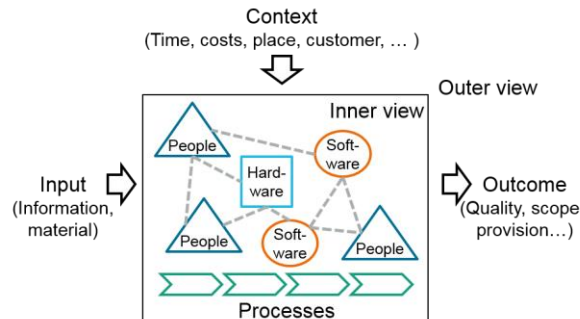 Context
(Time, costs, place, customer, … )
Outer view
Inner view
People
Soft-
ware
Hard-
ware
Input
(Information,
material)
Outcome
(Quality, scope
provision…)
People
Soft-
ware
People
Processes